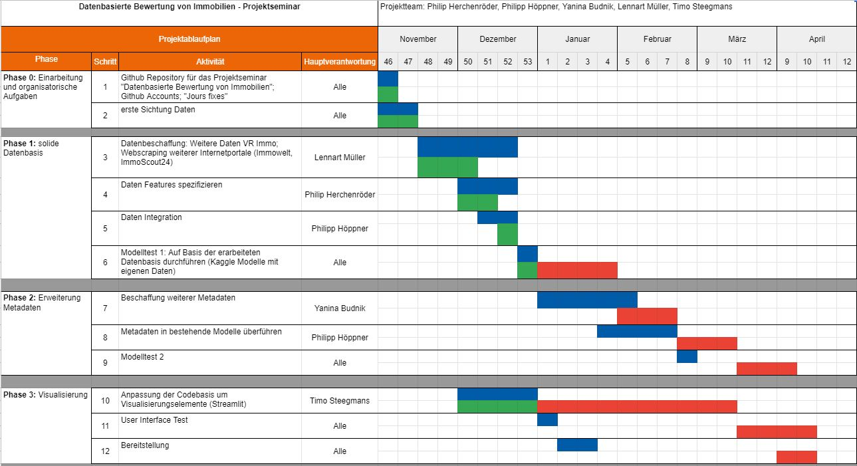 Datenbasierte Bewertung von Immobilien - Projektseminar
Projektteam: Philip Herchenröder, Philipp Höppner, Yanina Budnik, Lennart Müller, Timo Steegmans
Projektablaufplan
November
Dezember
Januar
Februar
März
April
Phase
Schritt
Aktivität
Hauptverantwortung
46 47 48 49 50 51 52 53 1 2 3 4 5 6 7 8 9 10 11 12 9 10 11 12
Phase 0: Einarbeitung
und organisatorische
Aufgaben
1
Github Repository für das Projektseminar
"Datenbasierte Bewertung von Immobilien";
Github Accounts; "Jours fixes"
Alle
2
erste Sichtung Daten
Alle
Phase 1: solide
Datenbasis
3
Datenbeschaffung: Weitere Daten VR Immo;
Webscraping weiterer Internetportale (Immowelt,
ImmoScout24)
Lennart Müller
4
Daten Features spezifizieren
Philip Herchenröder
5
Daten Integration
Philipp Höppner
6
Modelltest 1: Auf Basis der erarbeiteten
Datenbasis durchführen (Kaggle Modelle mit
eigenen Daten)
Alle
Phase 2: Erweiterung
Metadaten
7
Beschaffung weiterer Metadaten
Yanina Budnik
8
Metadaten in bestehende Modelle überführen
Philipp Höppner
9
Modelltest 2
Alle
Phase 3: Visualisierung
10
Anpassung der Codebasis um
Visualisierungselemente (Streamlit)
Timo Steegmans
11
User Interface Test
Alle
12
Bereitstellung
Alle